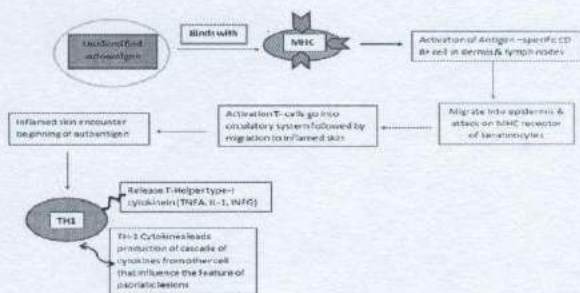 Unidentified
autoantigen
Binds with
MHC
Activation of Antigen –specific CD
8+ cell in dermis & lymph nodes
Migrate into epidermis &
attack on MHC receptor
of keratinocytes
Activation T- cells go into
circulatory system followed by
migration to inflamed skin
Inflamed skin encounter
beginning of autoantigen
TH1
Release T-Helper type-I
cytokinein (TNFA, IL-1, INFG)
TH-1 Cytokines leads
production of cascade of
cytokines from other cell
that influence the feature of
psoriatic lesions